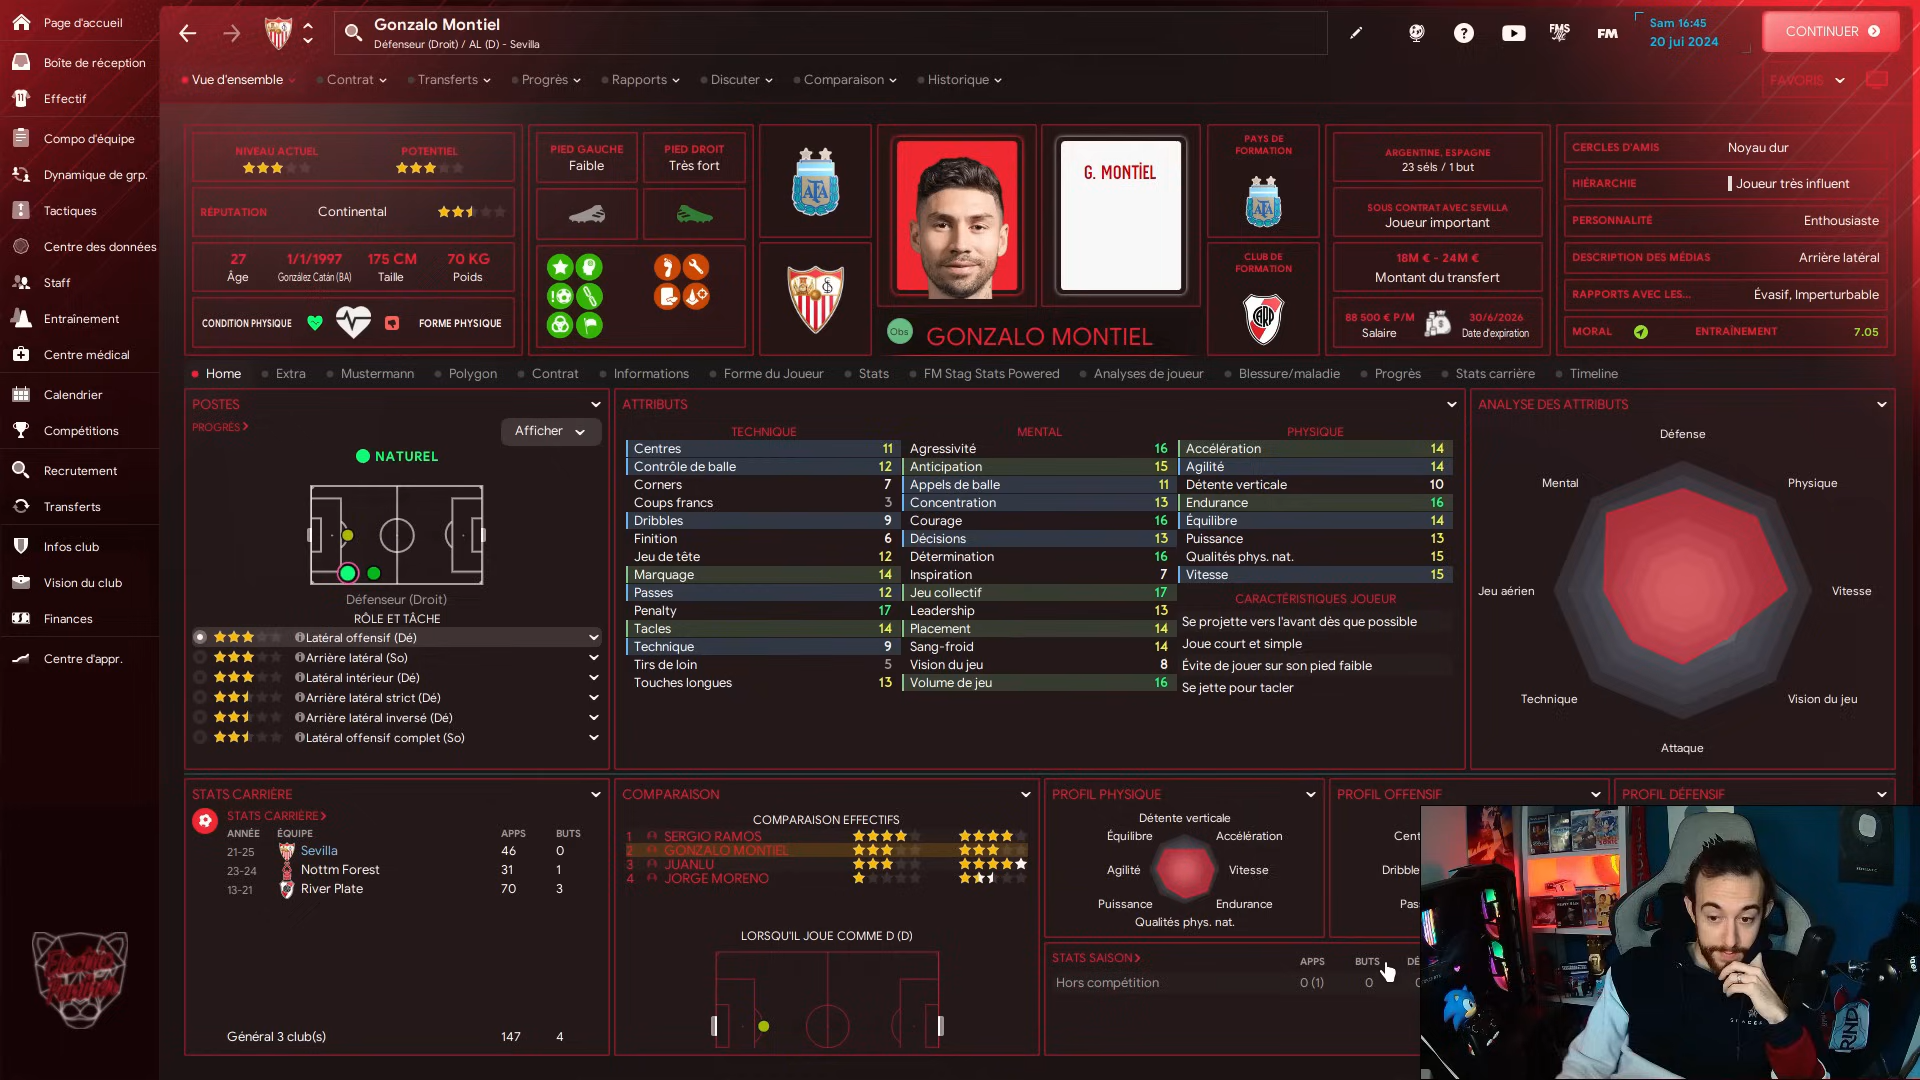 Page d'accueil
Boîte de réception
Effectif
Compo d'équipe
Dynamique de grp.
Tactiques
Centre des données
Staff
Entraînement
Centre médical
Calendrier
Compétitions
Recrutement
Transferts
Infos club
Vision du club
Finances
Centre d'appr.
Gonzalo Montiel
Défenseur (Droit) / AL (D) - Sevilla
FM
Sam 16:45
20 jui 2024
CONTINUER
Vue d'ensemble
Contrat
Transferts
Progrès
Rapports
Discuter
Comparaison
Historique
FAVORIS
NIVEAU ACTUEL
POTENTIEL
RÉPUTATION Continental
27 1/1/1997 175 CM 70 KG
Âge González Catán (BA) Taille Poids
CONDITION PHYSIQUE FORME PHYSIQUE
PIED GAUCHE
Faible
PIED DROIT
Très fort
AFA
G. MONTIEL
Obs GONZALO MONTIEL
PAYS DE FORMATION
CLUB DE FORMATION
ARGENTINE, ESPAGNE
23 séls / 1 but
SOUS CONTRAT AVEC SEVILLA
Joueur important
18M € - 24M €
Montant du transfert
88 500 € P/M 30/6/2026
Salaire Date d'expiration
CERCLES D'AMIS Noyau dur
HIÉRARCHIE Joueur très influent
PERSONNALITÉ Enthousiaste
DESCRIPTION DES MÉDIAS Arrière latéral
RAPPORTS AVEC LES... Évasif, Imperturbable
MORAL ENTRAÎNEMENT 7.05
Home
Extra
Mustermann
Polygon
Contrat
Informations
Forme du Joueur
Stats
FM Stag Stats Powered
Analyses de joueur
Blessure/maladie
Progrès
Stats carrière
Timeline
POSTES
PROGRÈS
Afficher
NATUREL
Défenseur (Droit)
RÔLE ET TÂCHE
Latéral offensif (Dé)
Arrière latéral (So)
Latéral intérieur (Dé)
Arrière latéral strict (Dé)
Arrière latéral inversé (Dé)
Latéral offensif complet (So)
ATTRIBUTS
TECHNIQUE
Centres 11
Contrôle de balle 12
Corners 7
Coups francs 3
Dribbles 9
Finition 6
Jeu de tête 12
Marquage 14
Passes 12
Penalty 17
Tacles 14
Technique 9
Tirs de loin 5
Touches longues 13
MENTAL
Agressivité 16
Anticipation 15
Appels de balle 11
Concentration 13
Courage 16
Décisions 13
Détermination 16
Inspiration 7
Jeu collectif 17
Leadership 13
Placement 14
Sang-froid 14
Vision du jeu 8
Volume de jeu 16
PHYSIQUE
Accélération 14
Agilité 14
Détente verticale 10
Endurance 16
Équilibre 14
Puissance 13
Qualités phys. nat. 15
Vitesse 15
CARACTÉRISTIQUES JOUEUR
Se projette vers l'avant dès que possible
Joue court et simple
Évite de jouer sur son pied faible
Se jette pour tacler
ANALYSE DES ATTRIBUTS
Défense
Mental Physique
Jeu aérien Vitesse
Technique Vision du jeu
Attaque
STATS CARRIÈRE
STATS CARRIÈRE
ANNÉE ÉQUIPE APPS BUTS
21-25 Sevilla 46 0
23-24 Nottm Forest 31 1
13-21 River Plate 70 3
Général 3 club(s) 147 4
COMPARAISON
COMPARAISON EFFECTIFS
1 SERGIO RAMOS
2 GONZALO MONTIEL
3 JUANLU
4 JORGE MORENO
LORSQU'IL JOUE COMME D (D)
PROFIL PHYSIQUE
Détente verticale
Équilibre Accélération
Agilité Vitesse
Puissance Endurance
Qualités phys. nat.
STATS SAISON
APPS BUTS DÉ
Hors compétition 0 (1) 0
PROFIL OFFENSIF
Cent
Dribble
Pas
PROFIL DÉFENSIF